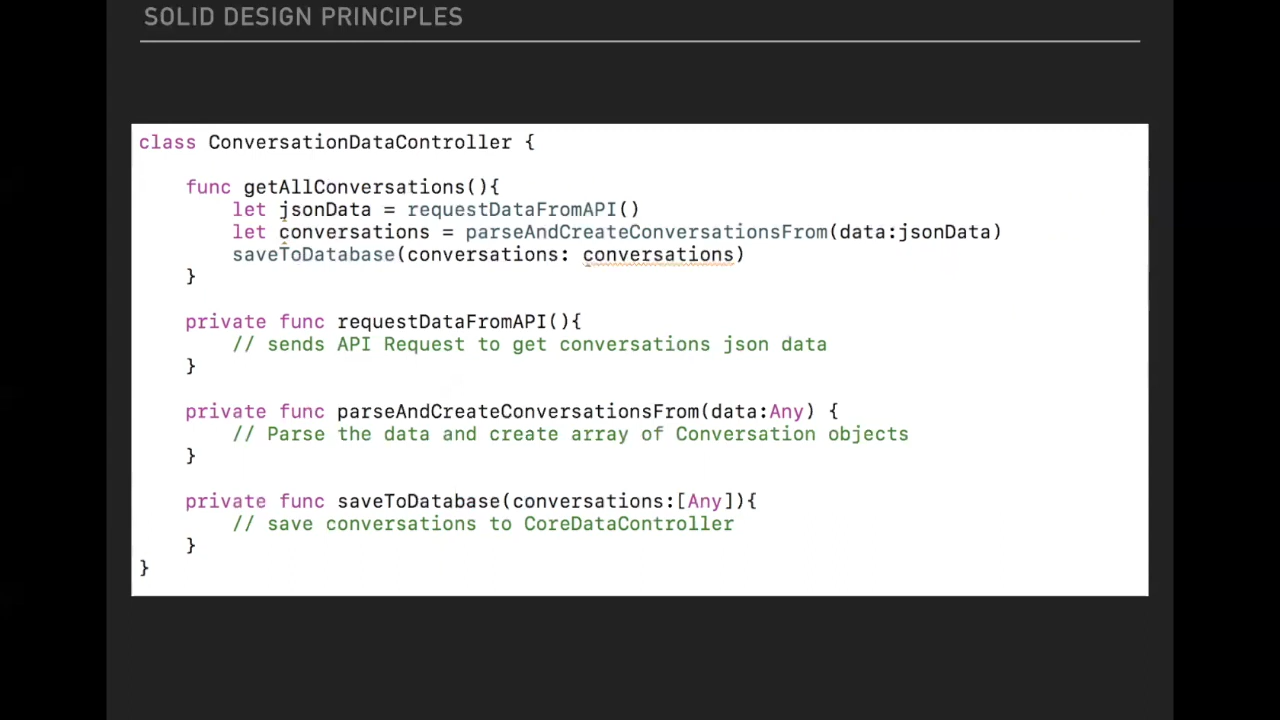 SOLID DESIGN PRINCIPLES
class ConversationDataController {
func getAllConversations(){
let jsonData = requestDataFromAPI()
let conversations = parseAndCreateConversationsFrom(data:jsonData)
saveToDatabase(conversations: conversations)
}
private func requestDataFromAPI(){
// sends API Request to get conversations json data
}
private func parseAndCreateConversationsFrom(data:Any) {
// Parse the data and create array of Conversation objects
}
private func saveToDatabase(conversations:[Any]){
// save conversations to CoreDataController
}
}